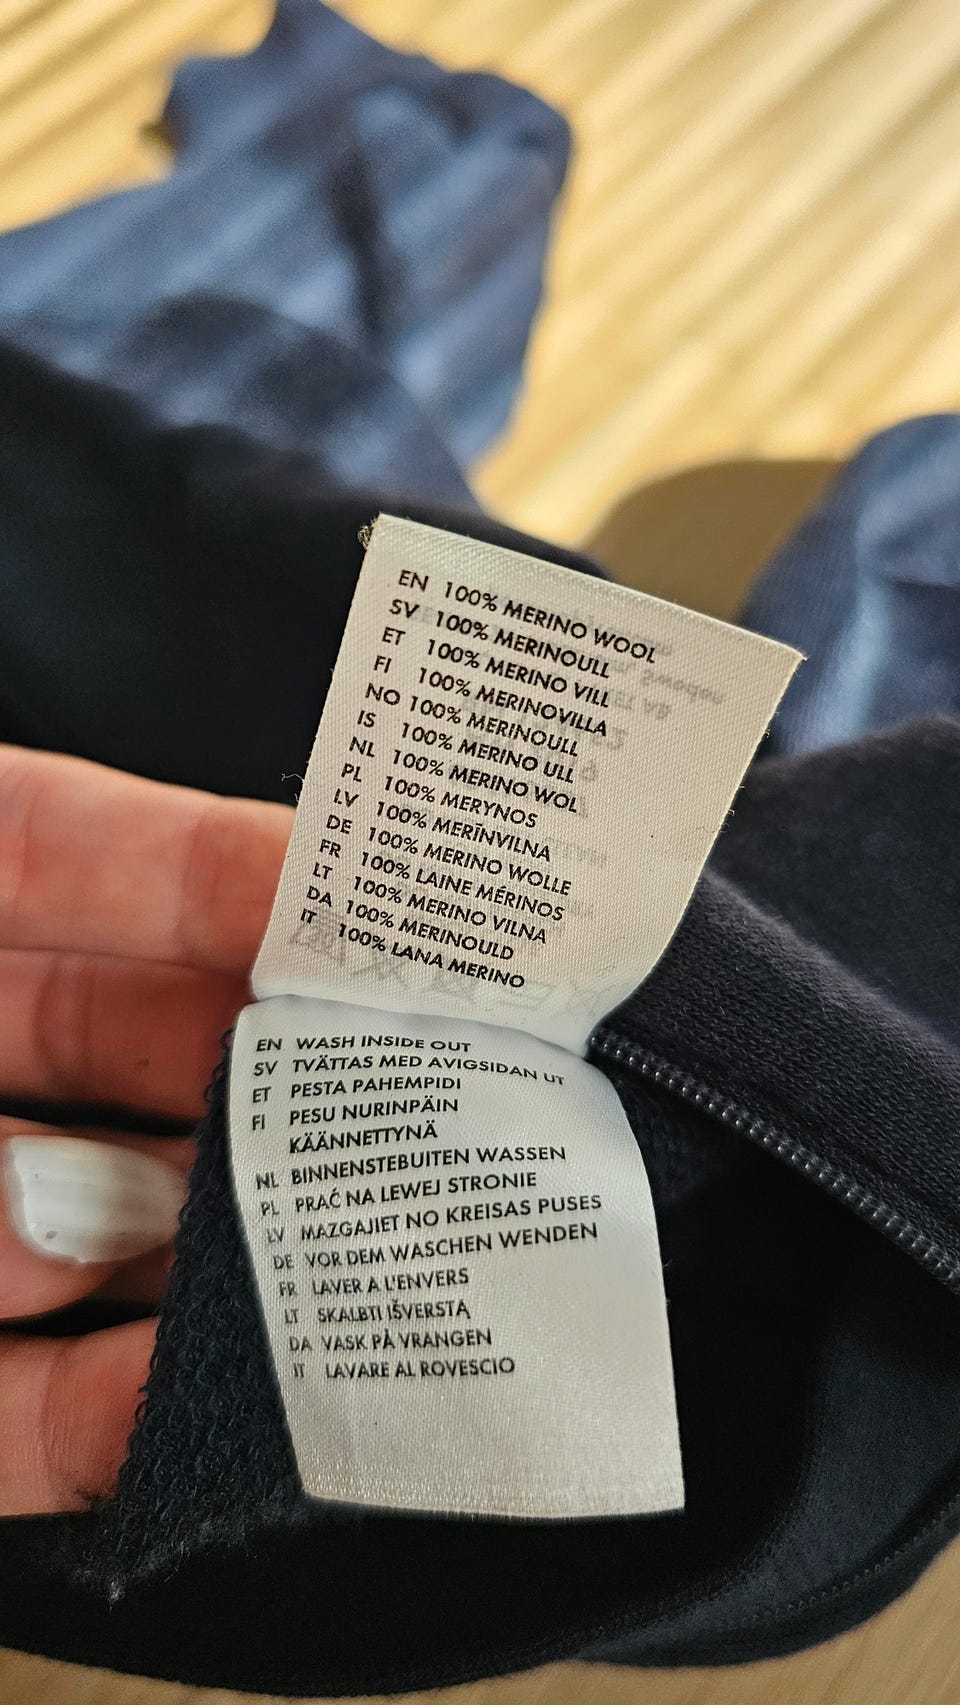 EN 100% MERINO WOOL
SV 100% MERINOULL
ET 100% MERINO VILL
FI 100% MERINOVILLA
NO 100% MERINOULL
IS 100% MERINO ULL
NL 100% MERINO WOL
PL 100% MERYNOS
LV 100% MERĪNVILNA
DE 100% MERINO WOLLE
FR 100% LAINE MÉRINOS
LT 100% MERINO VILNA
DA 100% MERINOULD
IT 100% LANA MERINO
EN WASH INSIDE OUT
SV TVÄTTAS MED AVIGSIDAN UT
ET PESTA PAHEMPIDI
FI PESU NURINPÄIN
KÄÄNNETTYNÄ
NL BINNENSTEBUITEN WASSEN
PL PRAĆ NA LEWEJ STRONIE
LV MAZGAJIET NO KREISAS PUSES
DE VOR DEM WASCHEN WENDEN
FR LAVER A L'ENVERS
LT SKALBTI IŠVERSTĄ
DA VASK PÅ VRANGEN
IT LAVARE AL ROVESCIO